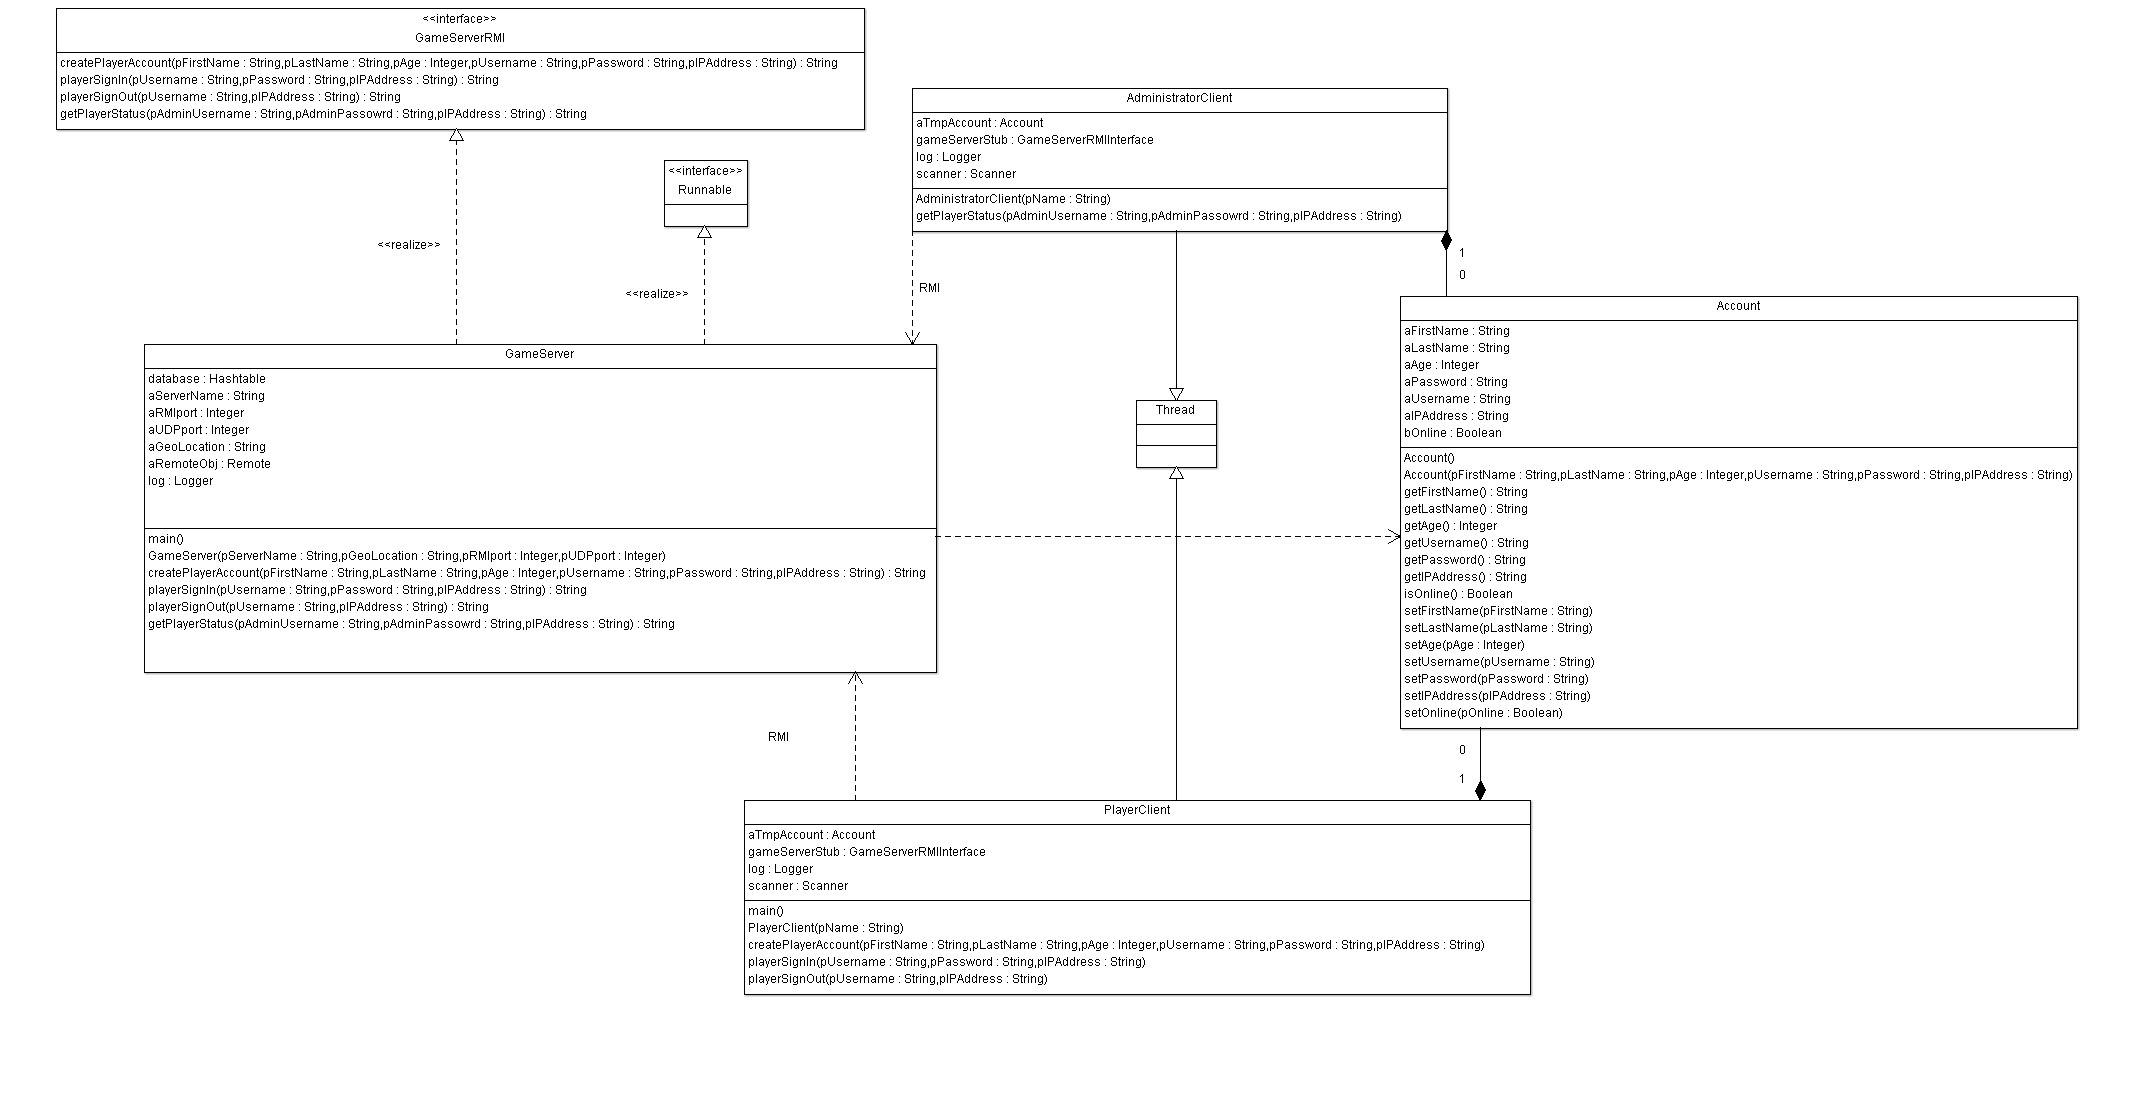 <<interface>>
GameServerRMI
createPlayerAccount(pFirstName : String,pLastName : String,pAge : Integer,pUsername : String,pPassword : String,pIPAddress : String) : String
playerSignIn(pUsername : String,pPassword : String,pIPAddress : String) : String
playerSignOut(pUsername : String,pIPAddress : String) : String
getPlayerStatus(pAdminUsername : String,pAdminPassowrd : String,pIPAddress : String) : String
<<interface>>
Runnable
<<realize>>
<<realize>>
AdministratorClient
aTmpAccount : Account
gameServerStub : GameServerRMIInterface
log : Logger
scanner : Scanner
AdministratorClient(pName : String)
getPlayerStatus(pAdminUsername : String,pAdminPassowrd : String,pIPAddress : String)
RMI
1
0
GameServer
database : Hashtable
aServerName : String
aRMIport : Integer
aUDPport : Integer
aGeoLocation : String
aRemoteObj : Remote
log : Logger
main()
GameServer(pServerName : String,pGeoLocation : String,pRMIport : Integer,pUDPport : Integer)
createPlayerAccount(pFirstName : String,pLastName : String,pAge : Integer,pUsername : String,pPassword : String,pIPAddress : String) : String
playerSignIn(pUsername : String,pPassword : String,pIPAddress : String) : String
playerSignOut(pUsername : String,pIPAddress : String) : String
getPlayerStatus(pAdminUsername : String,pAdminPassowrd : String,pIPAddress : String) : String
Thread
Account
aFirstName : String
aLastName : String
aAge : Integer
aPassword : String
aUsername : String
aIPAddress : String
bOnline : Boolean
Account()
Account(pFirstName : String,pLastName : String,pAge : Integer,pUsername : String,pPassword : String,pIPAddress : String)
getFirstName() : String
getLastName() : String
getAge() : Integer
getUsername() : String
getPassword() : String
getIPAddress() : String
isOnline() : Boolean
setFirstName(pFirstName : String)
setLastName(pLastName : String)
setAge(pAge : Integer)
setUsername(pUsername : String)
setPassword(pPassword : String)
setIPAddress(pIPAddress : String)
setOnline(pOnline : Boolean)
RMI
0
1
PlayerClient
aTmpAccount : Account
gameServerStub : GameServerRMIInterface
log : Logger
scanner : Scanner
main()
PlayerClient(pName : String)
createPlayerAccount(pFirstName : String,pLastName : String,pAge : Integer,pUsername : String,pPassword : String,pIPAddress : String)
playerSignIn(pUsername : String,pPassword : String,pIPAddress : String)
playerSignOut(pUsername : String,pIPAddress : String)